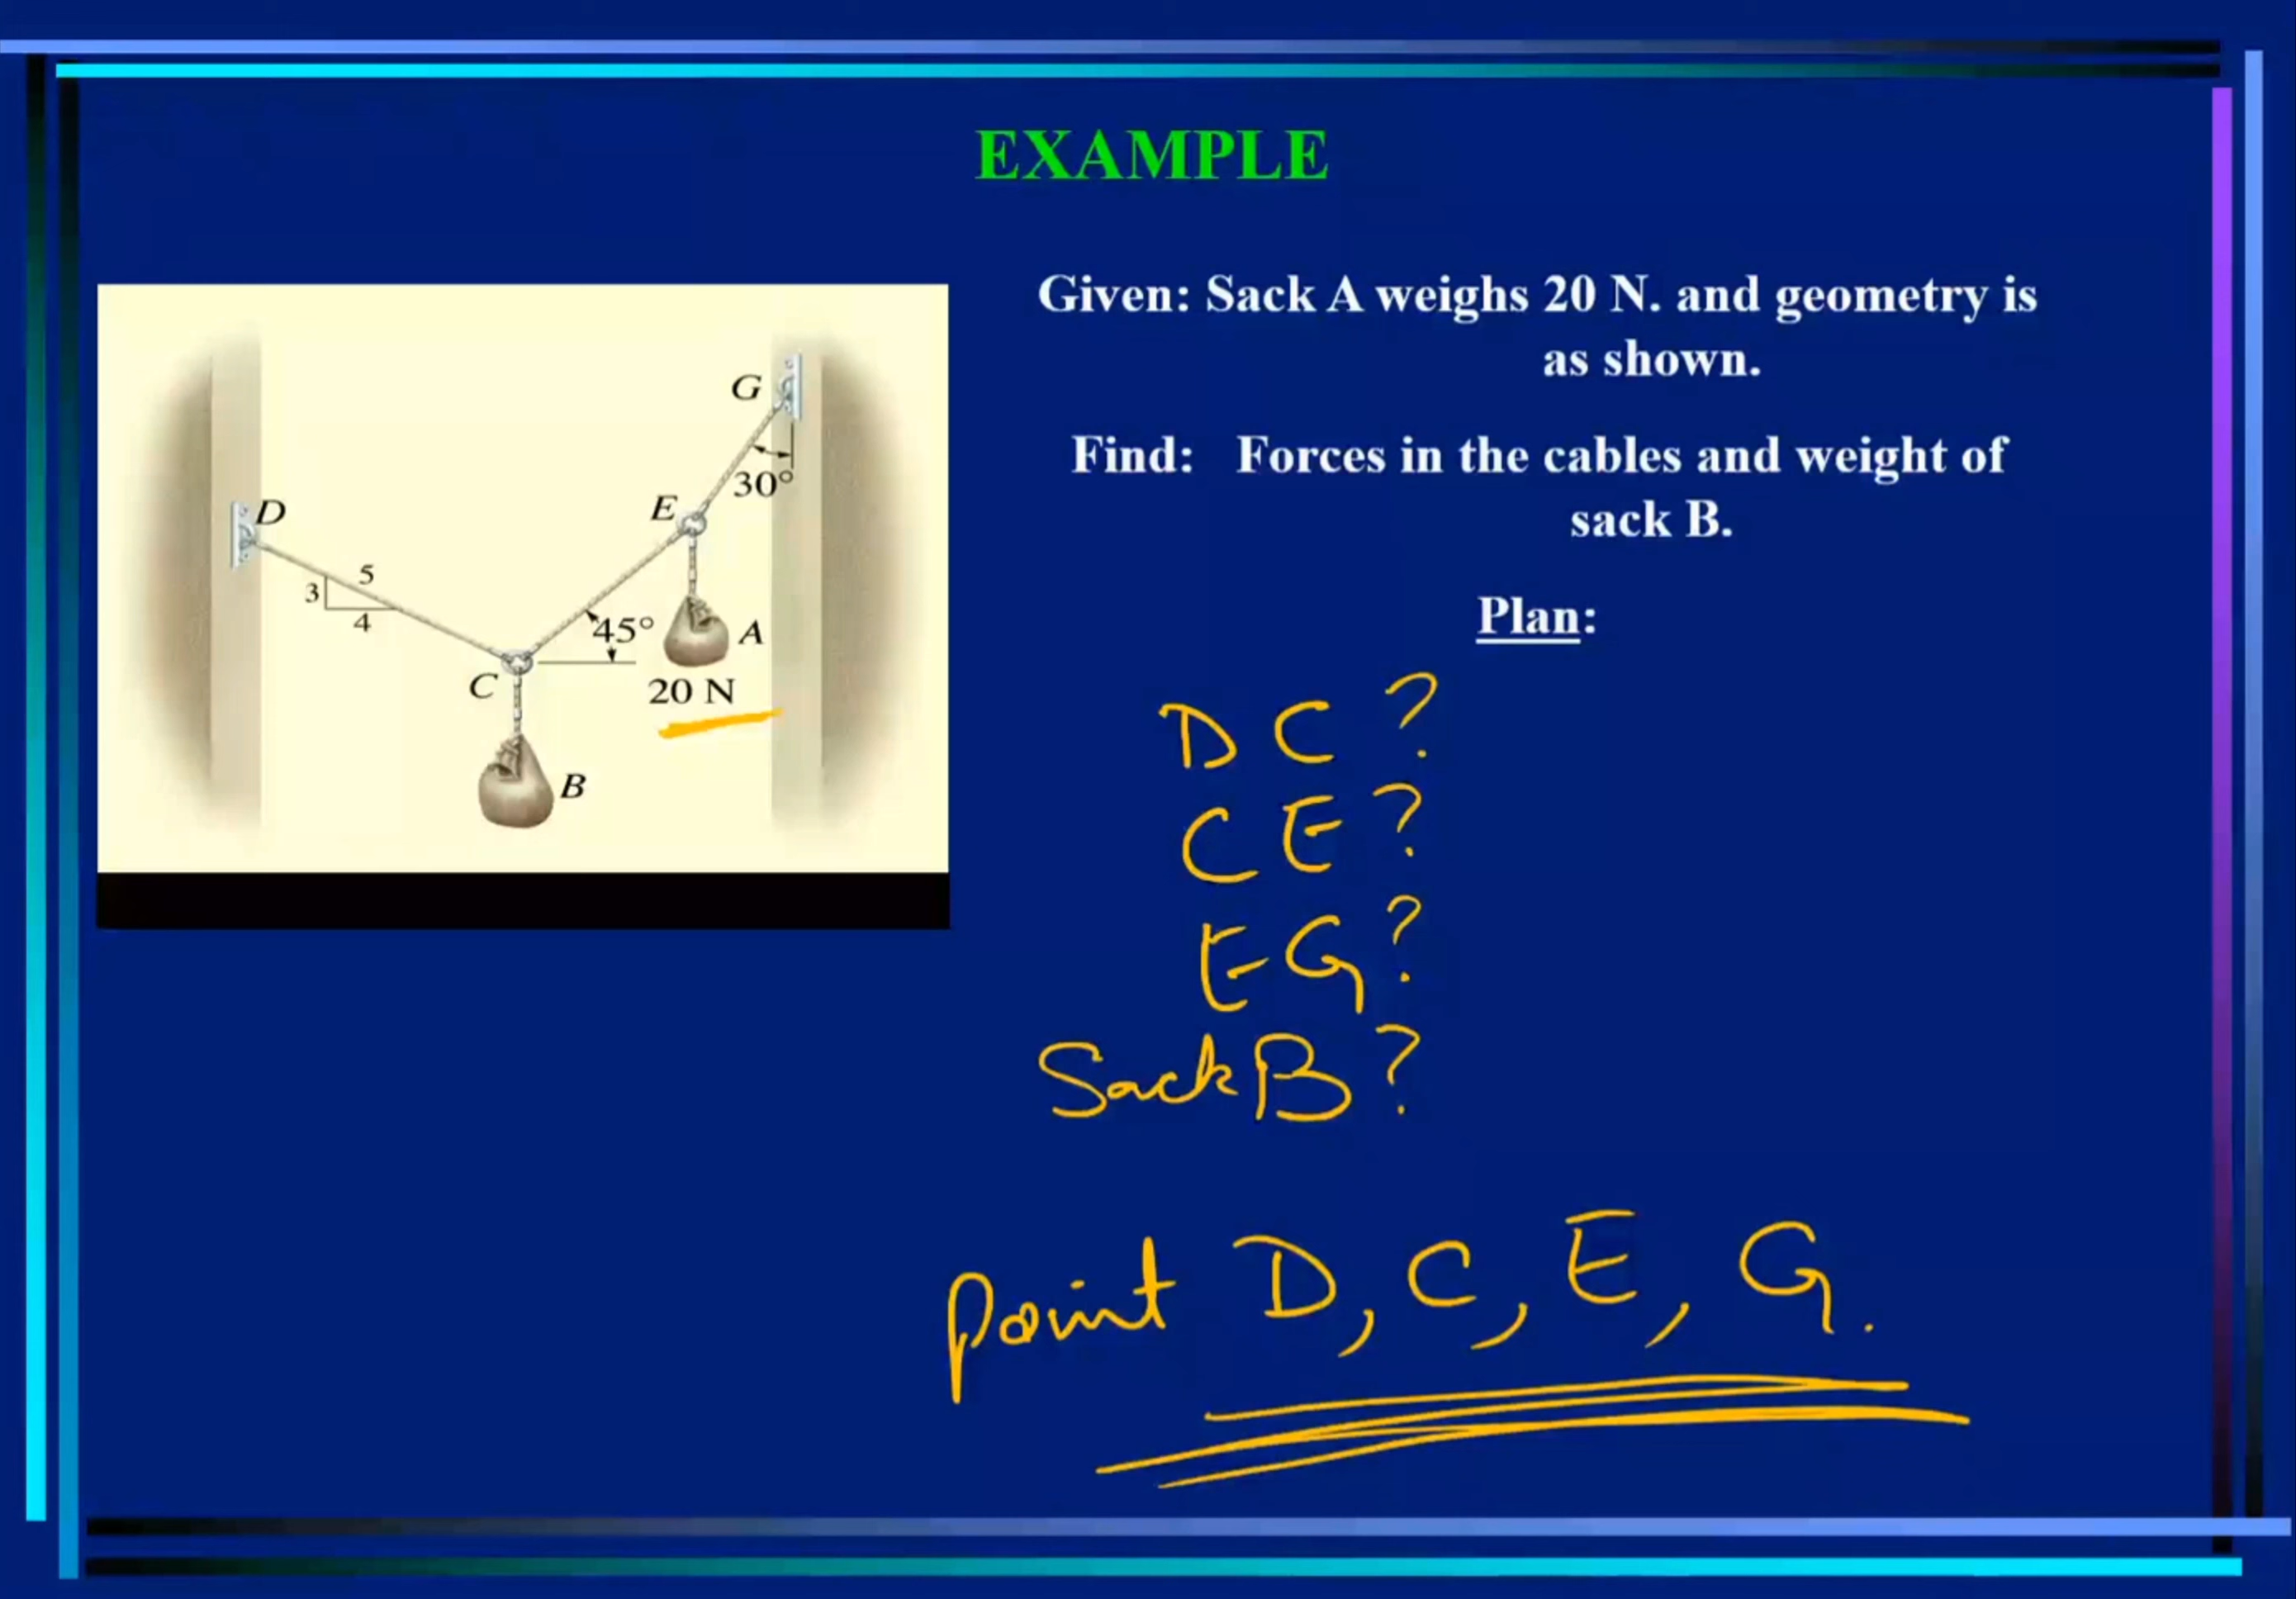 EXAMPLE
Given: Sack A weighs 20 N. and geometry is
as shown.
Find: Forces in the cables and weight of
sack B.
Plan:
G
30°
E
D
5
3
4
45°
A
C
20 N
B
DC?
CE?
EG?
Sack B?
Point D, C, E, G.